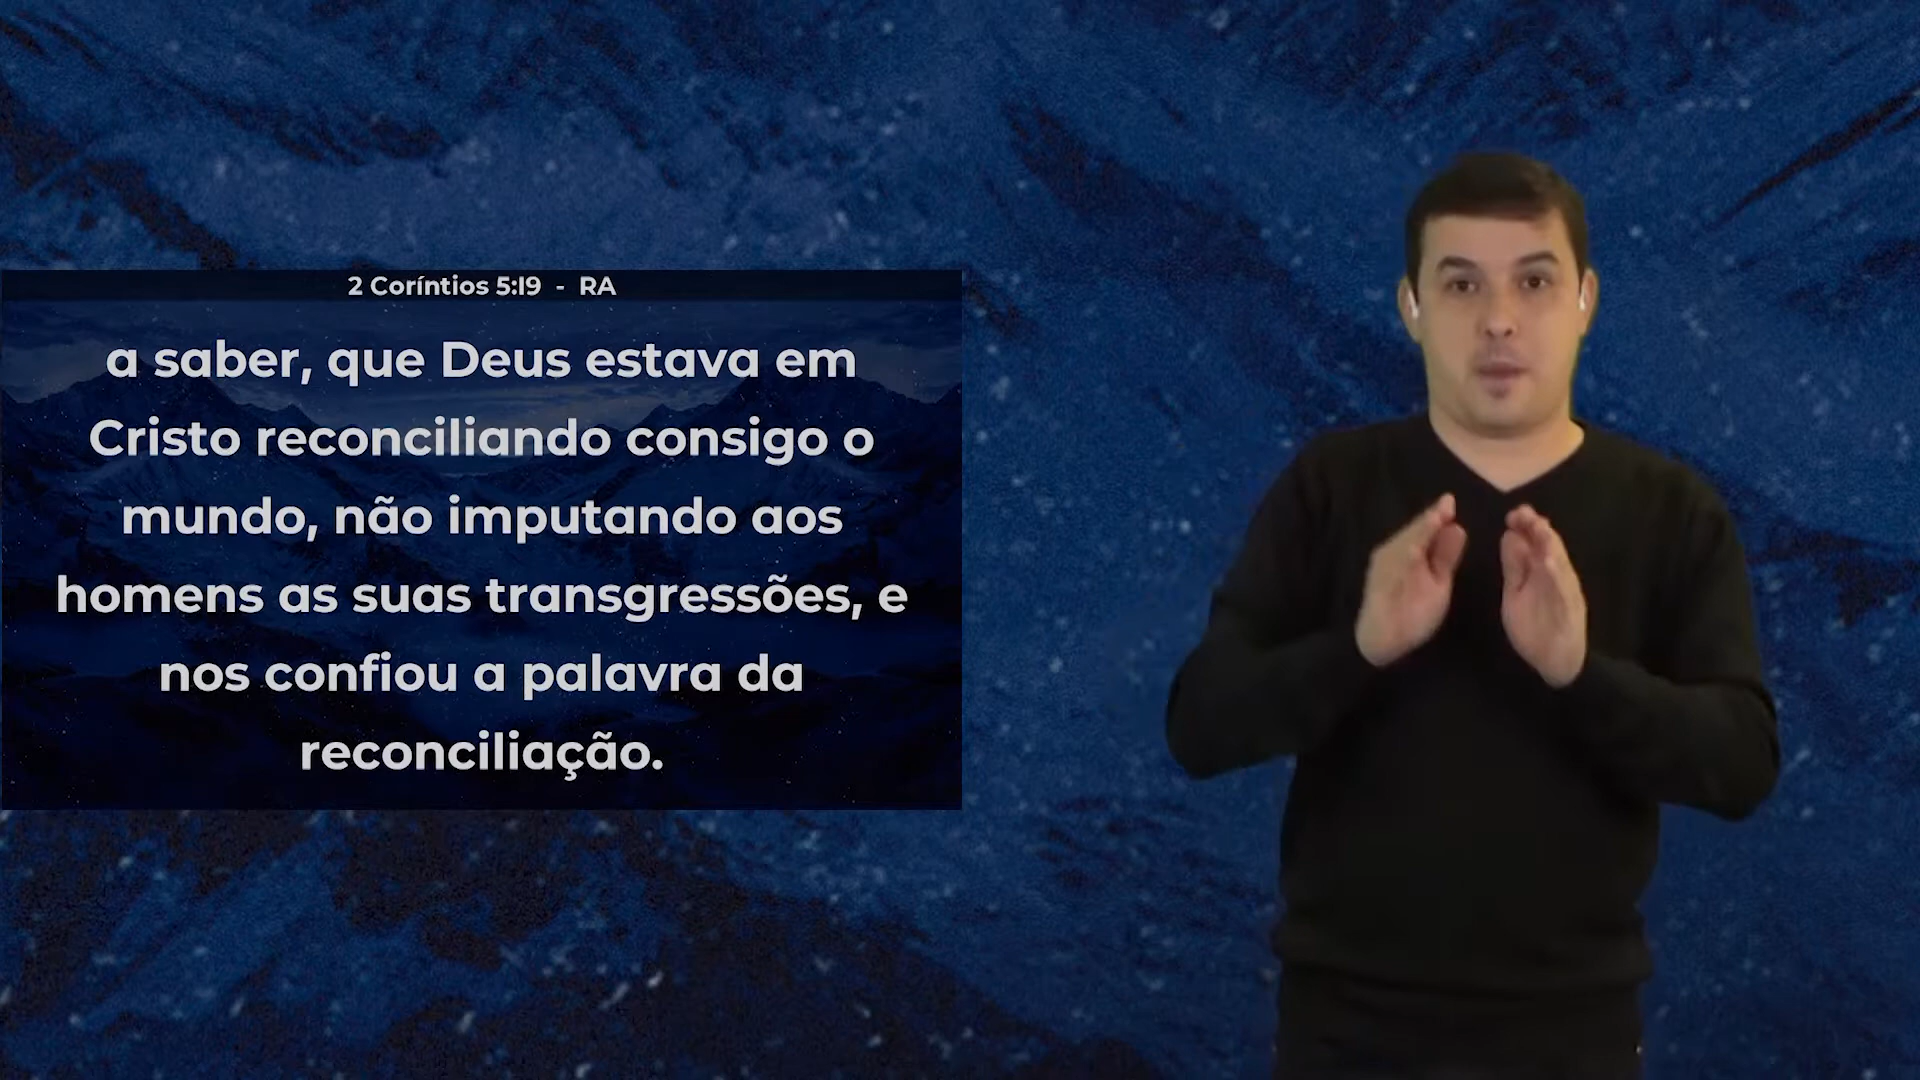 2 Coríntios 5:19 - RA
a saber, que Deus estava em
Cristo reconciliando consigo o
mundo, não imputando aos
homens as suas transgressões, e
nos confiou a palavra da
reconciliação.